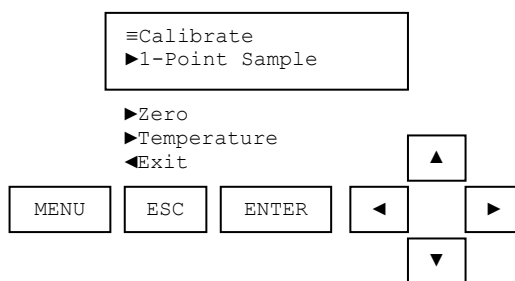 ≡Calibrate
►1-Point Sample
►Zero
►Temperature
◄Exit
▲
MENU ESC ENTER ◄ ►
▼